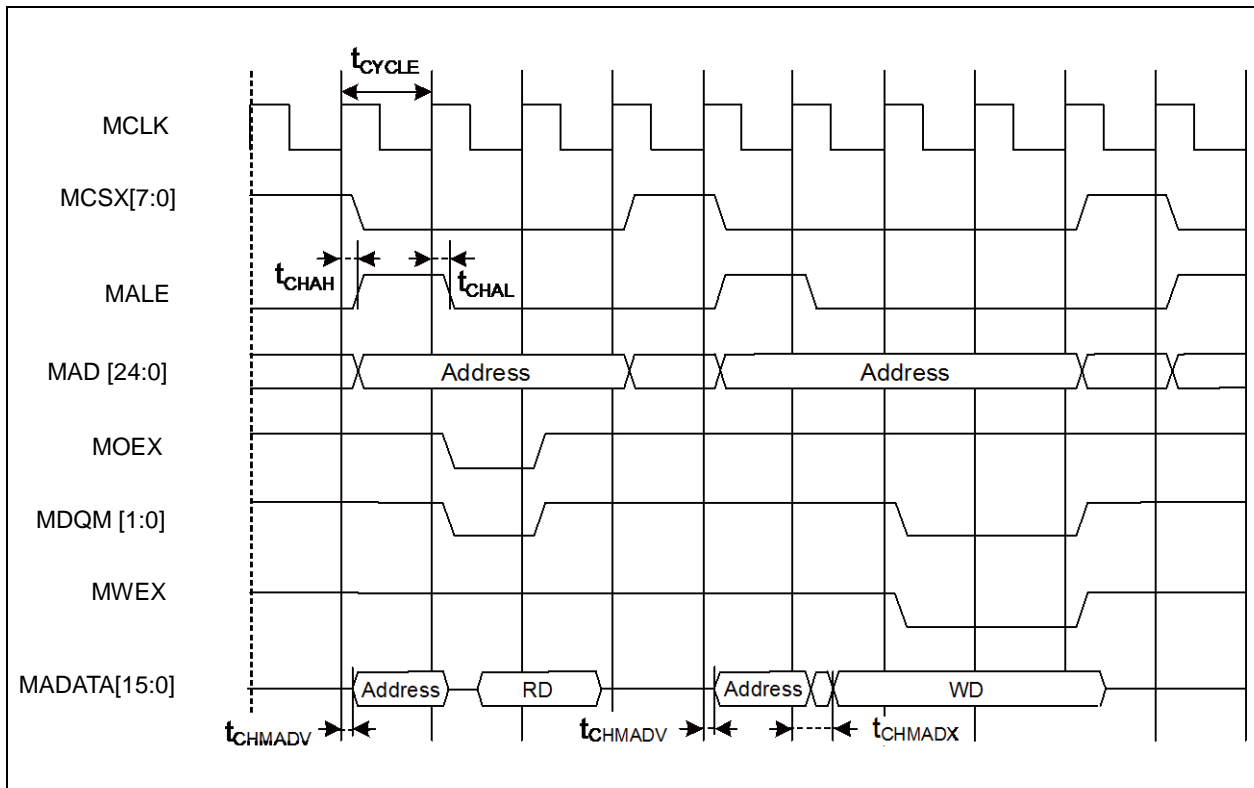 tCYCLE
MCLK
MCSX[7:0]
tCHAH
tCHAL
MALE
MAD [24:0]
Address
Address
MOEX
MDQM [1:0]
MWEX
MADATA[15:0]
Address
RD
Address
WD
tCHMADV
tCHMADV
tCHMADX